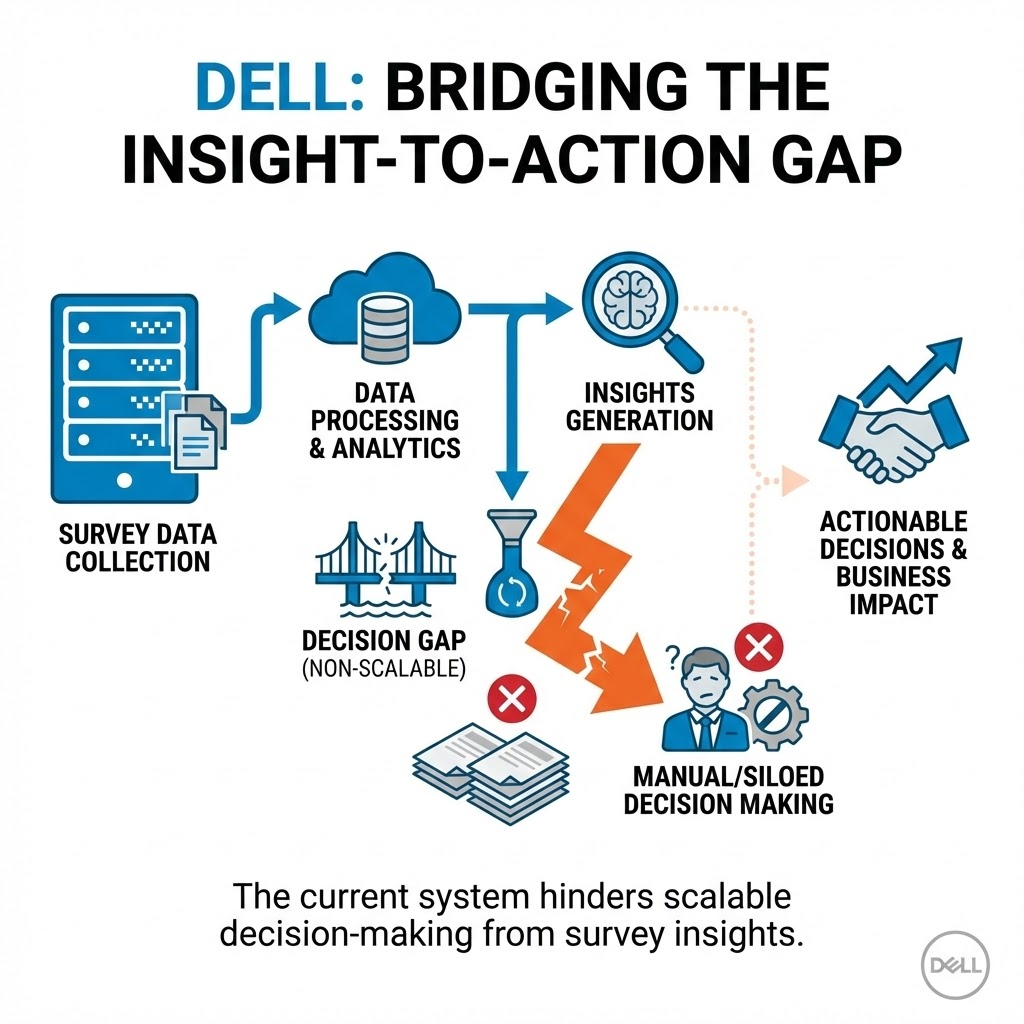 DELL: BRIDGING THE
INSIGHT-TO-ACTION GAP
SURVEY DATA
COLLECTION
DATA
PROCESSING
& ANALYTICS
INSIGHTS
GENERATION
ACTIONABLE
DECISIONS &
BUSINESS
IMPACT
DECISION GAP
(NON-SCALABLE)
?
MANUAL/SILOED
DECISION MAKING
The current system hinders scalable
decision-making from survey insights.
DELL